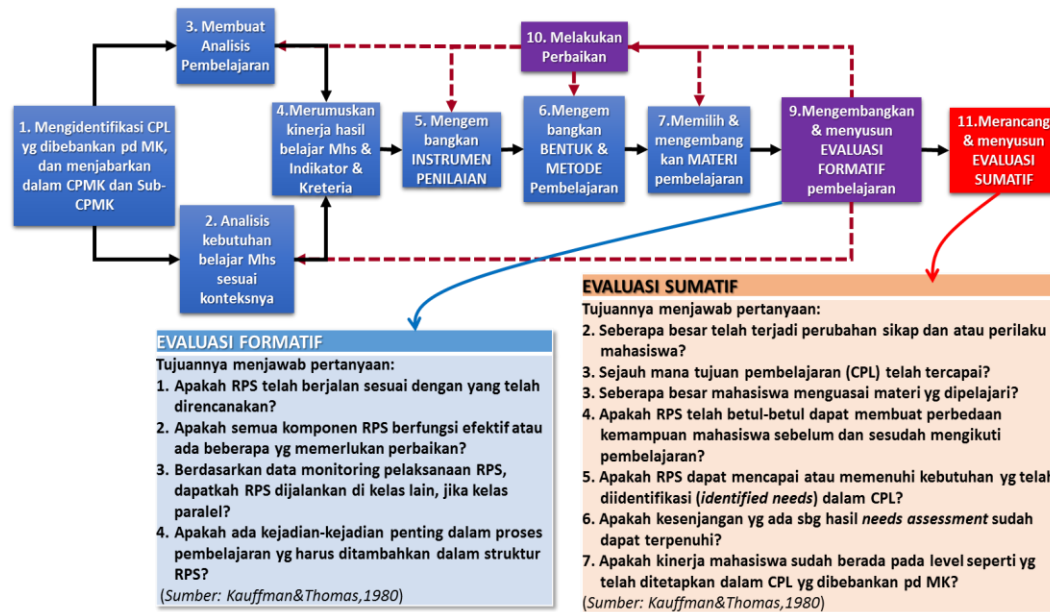 3. Membuat
Analisis
Pembelajaran
10. Melakukan
Perbaikan
1. Mengidentifikasi CPL
yg dibebankan pd MK,
dan menjabarkan
dalam CPMK dan Sub-
CPMK
4.Merumuskan
kinerja hasil
belajar Mhs &
Indikator &
Kreteria
5. Mengem
bangkan
INSTRUMEN
PENILAIAN
6.Mengem
bangkan
BENTUK &
METODE
Pembelajaran
7.Memilih &
mengembang
kan MATERI
pembelajaran
9.Mengembangkan
& menyusun
EVALUASI
FORMATIF
pembelajaran
11.Merancang
& menyusun
EVALUASI
SUMATIF
2. Analisis
kebutuhan
belajar Mhs
sesuai
konteksnya
EVALUASI FORMATIF
Tujuannya menjawab pertanyaan:
1. Apakah RPS telah berjalan sesuai dengan yang telah
direncanakan?
2. Apakah semua komponen RPS berfungsi efektif atau
ada beberapa yg memerlukan perbaikan?
3. Berdasarkan data monitoring pelaksanaan RPS,
dapatkah RPS dijalankan di kelas lain, jika kelas
paralel?
4. Apakah ada kejadian-kejadian penting dalam proses
pembelajaran yg harus ditambahkan dalam struktur
RPS?
(Sumber: Kauffman&Thomas,1980)
EVALUASI SUMATIF
Tujuannya menjawab pertanyaan:
2. Seberapa besar telah terjadi perubahan sikap dan atau perilaku
mahasiswa?
3. Sejauh mana tujuan pembelajaran (CPL) telah tercapai?
3. Seberapa besar mahasiswa menguasai materi yg dipelajari?
4. Apakah RPS telah betul-betul dapat membuat perbedaan
kemampuan mahasiswa sebelum dan sesudah mengikuti
pembelajaran?
5. Apakah RPS dapat mencapai atau memenuhi kebutuhan yg telah
diidentifikasi (identified needs) dalam CPL?
6. Apakah kesenjangan yg ada sbg hasil needs assessment sudah
dapat terpenuhi?
7. Apakah kinerja mahasiswa sudah berada pada level seperti yg
telah ditetapkan dalam CPL yg dibebankan pd MK?
(Sumber: Kauffman&Thomas,1980)